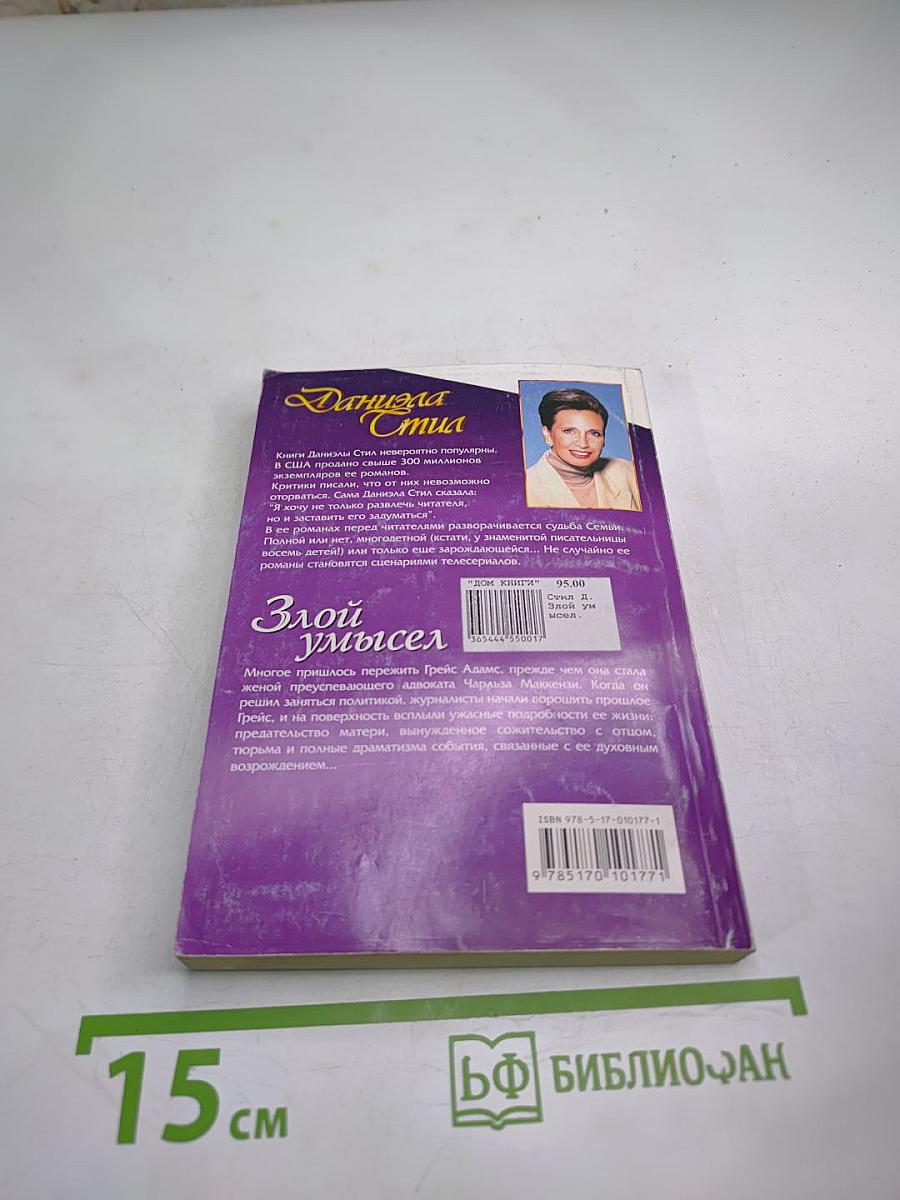 Даниэла
Стил
Книги Даниэлы Стил невероятно популярны.
В США продано свыше 300 миллионов
экземпляров ее романов.
Критики писали, что от них невозможно
оторваться. Сама Даниэла Стил сказала:
"Я хочу не только развлечь читателя,
но и заставить его задуматься".
В ее романах перед читателями разворачивается судьба Семьи.
Полной или нет, многодетной (кстати, у знаменитой писательницы
восемь детей!) или только еще зарождающейся... Не случайно ее
романы становятся сценариями телесериалов.
"ДОМ КНИГИ" 95.00
Стил Д.
Злой ум
ысел.
365444 550017
Злой
умысел
Многое пришлось пережить Грейс Адамс, прежде чем она стала
женой преуспевающего адвоката Чарльза Маккензи. Когда он
решил заняться политикой, журналисты начали ворошить прошлое
Грейс, и на поверхность всплыли ужасные подробности ее жизни:
предательство матери, вынужденное сожительство с отцом,
тюрьма и полные драматизма события, связанные с ее духовным
возрождением...
ISBN 978-5-17-010177-1
9 785170 101771
15 см
БФ БИБЛИОФАН